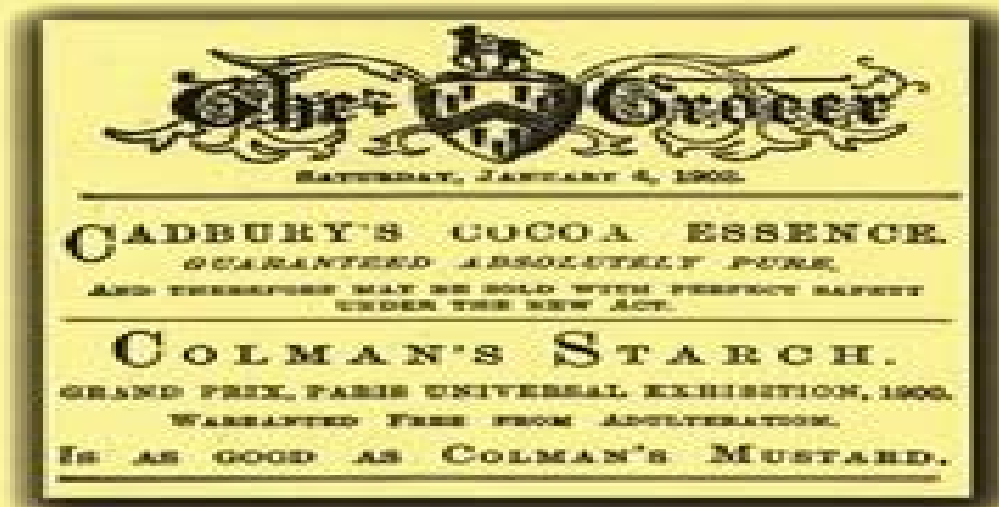 The Grocer
SATURDAY, JANUARY 4, 1902.
CADBURY'S COCOA ESSENCE.
GUARANTEED ABSOLUTELY PURE,
AND THEREFORE MAY BE SOLD WITH PERFECT SAFETY
UNDER THE NEW ACT.
COLMAN'S STARCH.
GRAND PRIX, PARIS UNIVERSAL EXHIBITION, 1900.
WARRANTED FREE FROM ADULTERATION.
IS AS GOOD AS COLMAN'S MUSTARD.